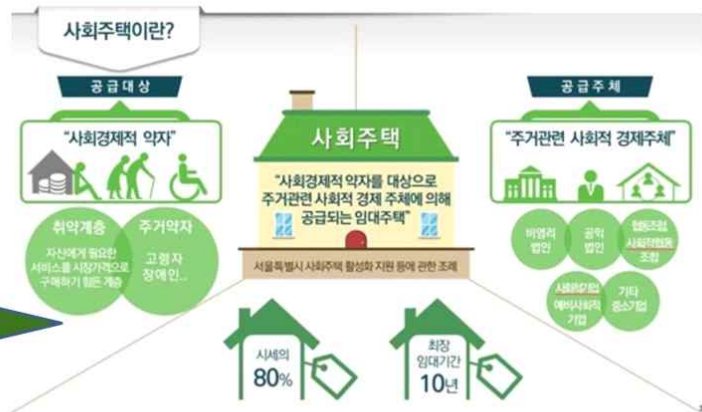 사회주택이란?
공급대상
"사회경제적 약자"
취약계층
자신에게 필요한
서비스를 시장가격으로
구매하기 힘든 계층
주거약자
고령자
장애인..
사회주택
"사회경제적 약자를 대상으로
주거관련 사회적 경제 주체에 의해
공급되는 임대주택"
서울특별시 사회주택 활성화 지원 등에 관한 조례
시세의
80%
최장
임대기간
10년
공급주체
"주거관련 사회적 경제주체"
비영리
법인
공익
법인
협동조합
사회적협동
조합
사회적기업
예비사회적
기업
기타
중소기업